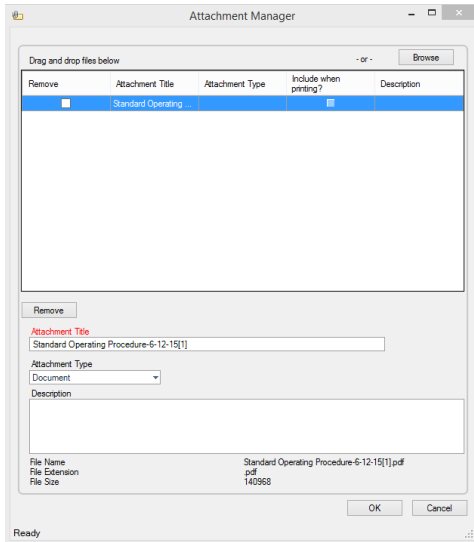 Attachment Manager
Drag and drop files below - or - Browse
Remove Attachment Title Attachment Type Include when printing? Description
Standard Operating ...
Remove
Attachment Title
Standard Operating Procedure-6-12-15[1]
Attachment Type
Document
Description
File Name Standard Operating Procedure-6-12-15[1].pdf
File Extension .pdf
File Size 140968
OK Cancel
Ready